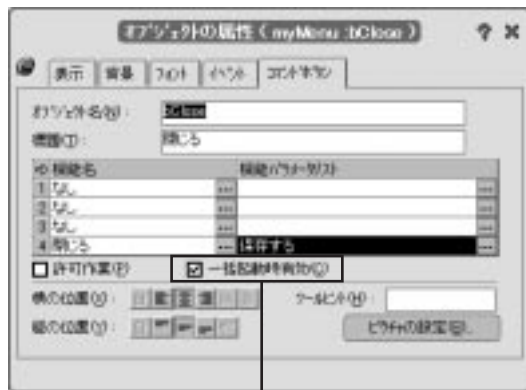 オブジェクトの属性 ( myMenu :bClose )
表示 背景 フォント イベント コマンドボタン
オブジェクト名(N) : bClose
標題(T) : 閉じる
機能名 機能パラメータリスト
1 なし
2 なし
3 なし
4 閉じる 保存する
許可作業(P) 一括起動時有効(C)
横の位置(X) : ツールヒント(H) :
縦の位置(V) : ピクチャの設定(E)...